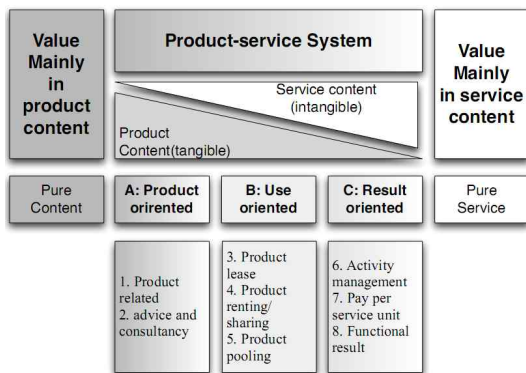 Value
Mainly
in
product
content
Product-service System
Service content
(intangible)
Product
Content(tangible)
Value
Mainly
in service
content
Pure
Content
A: Product
orirented
B: Use
oriented
C: Result
oriented
Pure
Service
1. Product
related
2. advice and
consultancy
3. Product
lease
4. Product
renting/
sharing
5. Product
pooling
6. Activity
management
7. Pay per
service unit
8. Functional
result